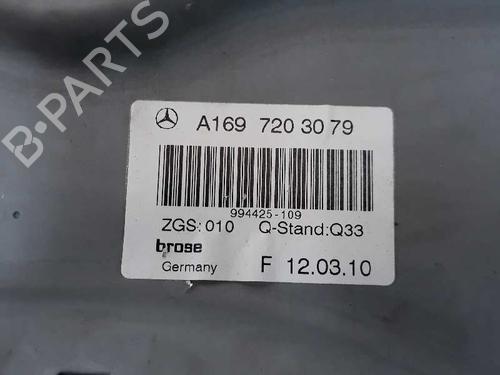 A169 720 30 79
994425-109
ZGS: 010 Q-Stand:Q33
brose
Germany F 12.03.10
B-PARTS